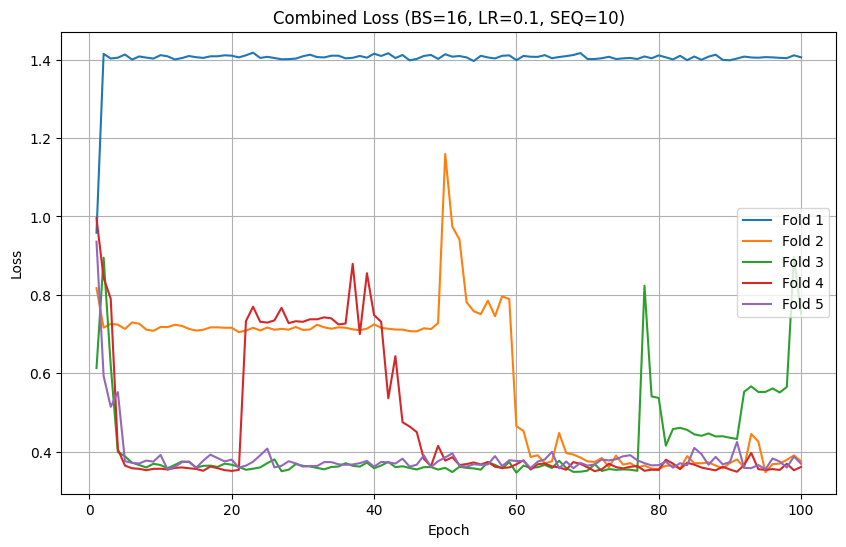 Combined Loss (BS=16, LR=0.1, SEQ=10)
Loss
1.4
1.2
1.0
0.8
0.6
0.4
Fold 1
Fold 2
Fold 3
Fold 4
Fold 5
0
20
40
60
80
100
Epoch